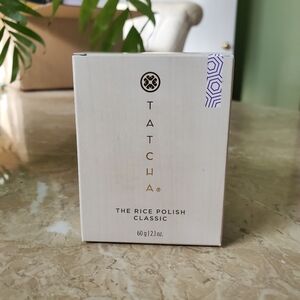 TATCHA®
THE RICE POLISH
CLASSIC
60 g | 2.1 oz.